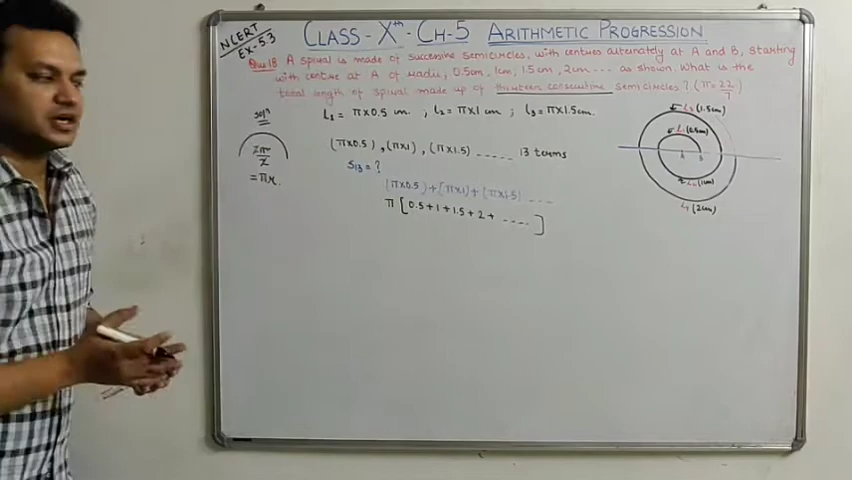 NCERT
EX-5.3
CLASS-Xth-CH-5 ARITHMETIC PROGRESSION
Que 18 A spiral is made of successive semicircles, with centres alternately at A and B, starting
with centre at A of radii, 0.5cm, 1cm, 1.5cm, 2cm ... as shown. What is the
total length of spiral made up of thirteen consecutive semicircles? (π=22/7)
Solⁿ
l₁ = π×0.5 cm. ; l₂ = π×1 cm ; l₃ = π×1.5cm.
2πr/2
= πr.
(π×0.5), (π×1), (π×1.5) ----- 13 terms
S₁₃ = ?
(π×0.5)+(π×1)+(π×1.5) ---
π[0.5+1+1.5+2+ ----]
l₃ (1.5cm)
l₁ (0.5cm)
A B
l₂ (1cm)
l₄ (2cm)